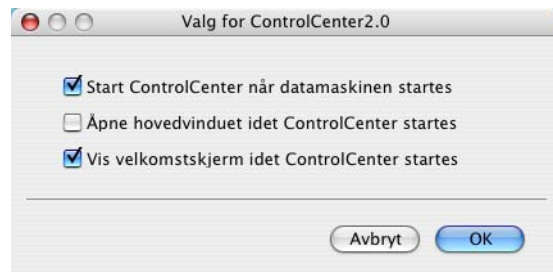 Valg for ControlCenter2.0
Start ControlCenter når datamaskinen startes
Åpne hovedvinduet idet ControlCenter startes
Vis velkomstskjerm idet ControlCenter startes
Avbryt OK